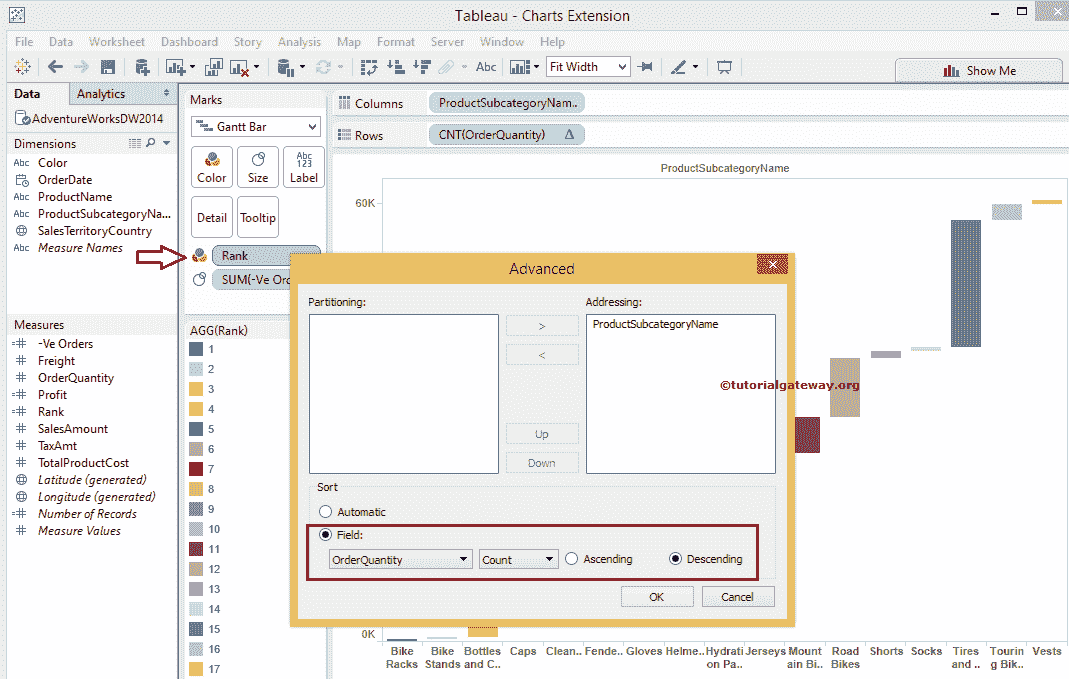 Tableau - Charts Extension
File Data Worksheet Dashboard Story Analysis Map Format Server Window Help
Abc Fit Width Show Me
Data Analytics
AdventureWorksDW2014
Dimensions
Abc Color
OrderDate
Abc ProductName
Abc ProductSubcategoryNa...
SalesTerritoryCountry
Abc Measure Names
Measures
-Ve Orders
Freight
OrderQuantity
Profit
Rank
SalesAmount
TaxAmt
TotalProductCost
Latitude (generated)
Longitude (generated)
Number of Records
Measure Values
Marks
Gantt Bar
Color Size Abc 123 Label
Detail Tooltip
Rank
SUM(-Ve Or
AGG(Rank)
1
2
3
4
5
6
7
8
9
10
11
12
13
14
15
16
17
Columns ProductSubcategoryNam..
Rows CNT(OrderQuantity) Δ
ProductSubcategoryName
60K
0K
Advanced
Partitioning: Addressing:
ProductSubcategoryName
>
<
Up
Down
Sort
Automatic
Field:
OrderQuantity Count Ascending Descending
OK Cancel
©tutorialgateway.org
Bike Racks
Bike Stands
Bottles and C..
Caps
Clean..
Fende..
Gloves
Helme..
Hydrati on Pa..
Jerseys
Mount ain Bi..
Road Bikes
Shorts
Socks
Tires and ..
Tourin g Bik..
Vests